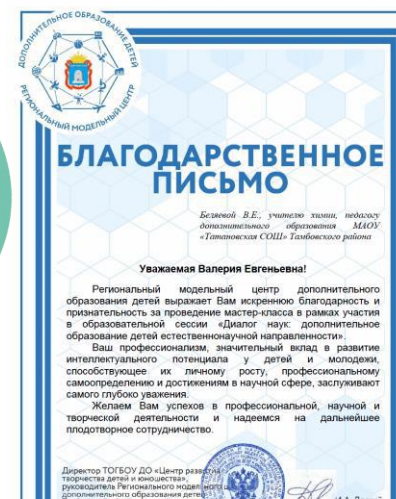 ДОПОЛНИТЕЛЬНОЕ ОБРАЗОВАНИЕ ДЕТЕЙ
РЕГИОНАЛЬНЫЙ МОДЕЛЬНЫЙ ЦЕНТР
БЛАГОДАРСТВЕННОЕ
ПИСЬМО
Беляевой В.Е., учителю химии, педагогу
дополнительного образования МАОУ
«Татановская СОШ» Тамбовского района
Уважаемая Валерия Евгеньевна!
Региональный модельный центр дополнительного
образования детей выражает Вам искреннюю благодарность и
признательность за проведение мастер-класса в рамках участия
в образовательной сессии «Диалог наук: дополнительное
образование детей естественнонаучной направленности».
Ваш профессионализм, значительный вклад в развитие
интеллектуального потенциала у детей и молодежи,
способствующее их личному росту, профессиональному
самоопределению и достижениям в научной сфере, заслуживают
самого глубоко уважения.
Желаем Вам успехов в профессиональной, научной и
творческой деятельности и надеемся на дальнейшее
плодотворное сотрудничество.
Директор ТОГБОУ ДО «Центр развития
творчества детей и юношества»,
руководитель Регионального модельного
дополнительного образования детей